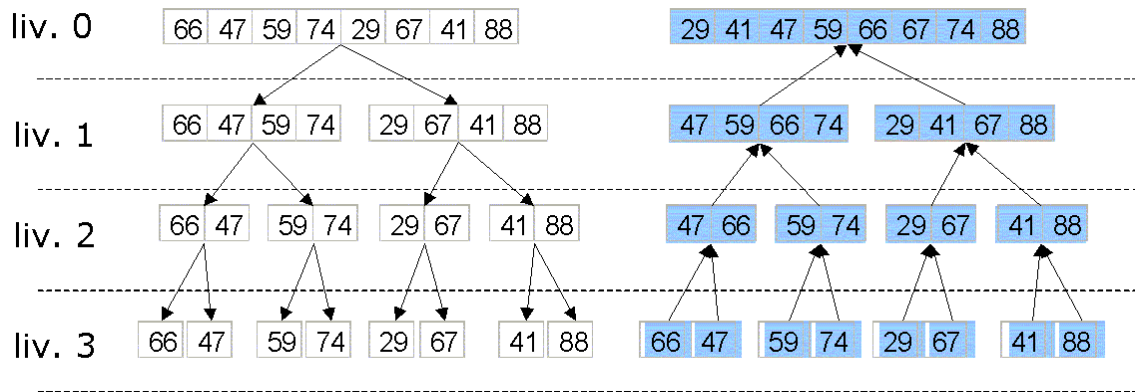 liv. 0 66 47 59 74 29 67 41 88 29 41 47 59 66 67 74 88
liv. 1 66 47 59 74 29 67 41 88 47 59 66 74 29 41 67 88
liv. 2 66 47 59 74 29 67 41 88 47 66 59 74 29 67 41 88
liv. 3 66 47 59 74 29 67 41 88 66 47 59 74 29 67 41 88